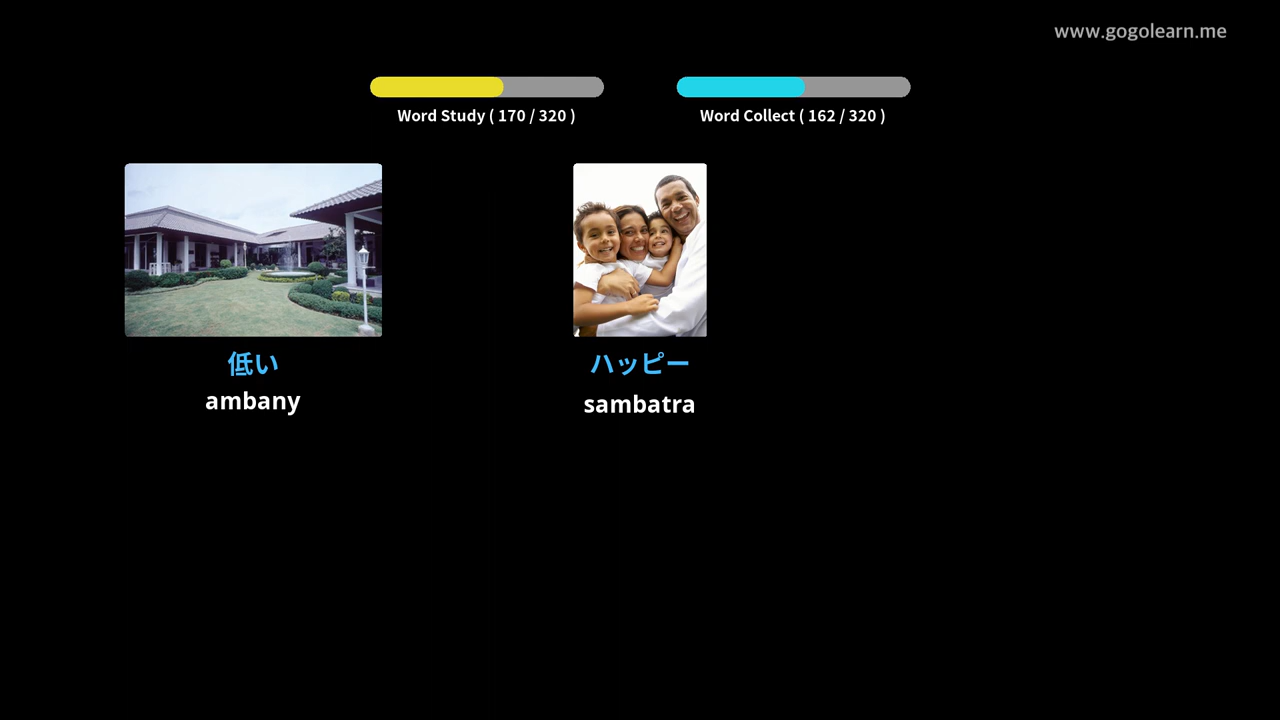 www.gogolearn.me
Word Study ( 170 / 320 )
Word Collect ( 162 / 320 )
低い
ambany
ハッピー
sambatra